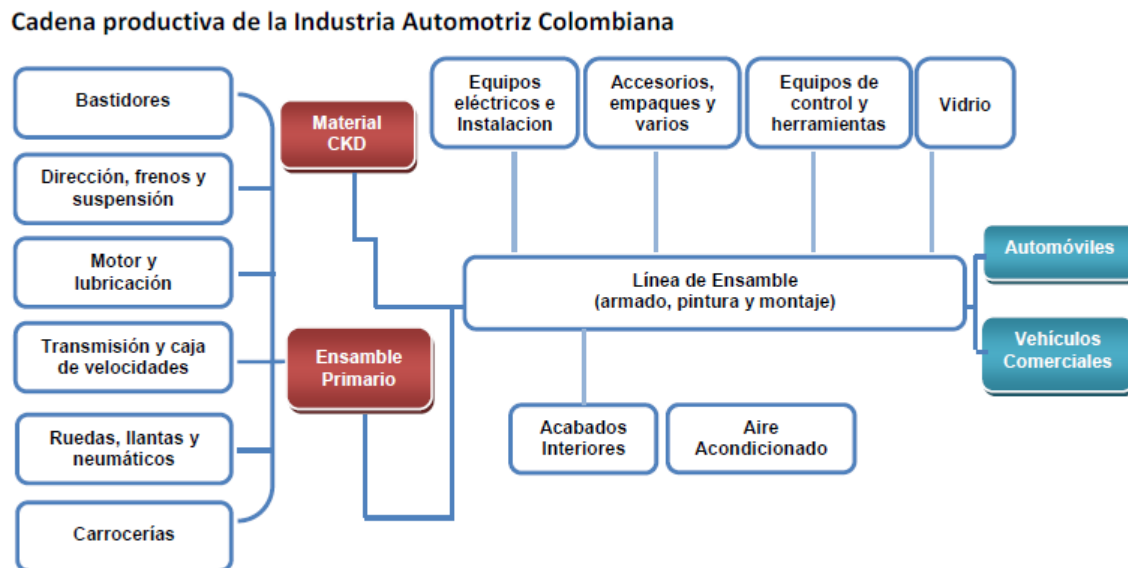 Cadena productiva de la Industria Automotriz Colombiana
Bastidores
Dirección, frenos y
suspensión
Motor y
lubricación
Transmisión y caja
de velocidades
Ruedas, llantas y
neumáticos
Carrocerías
Material
CKD
Ensamble
Primario
Equipos
eléctricos e
Instalacion
Accesorios,
empaques y
varios
Equipos de
control y
herramientas
Vidrio
Línea de Ensamble
(armado, pintura y montaje)
Acabados
Interiores
Aire
Acondicionado
Automóviles
Vehículos
Comerciales